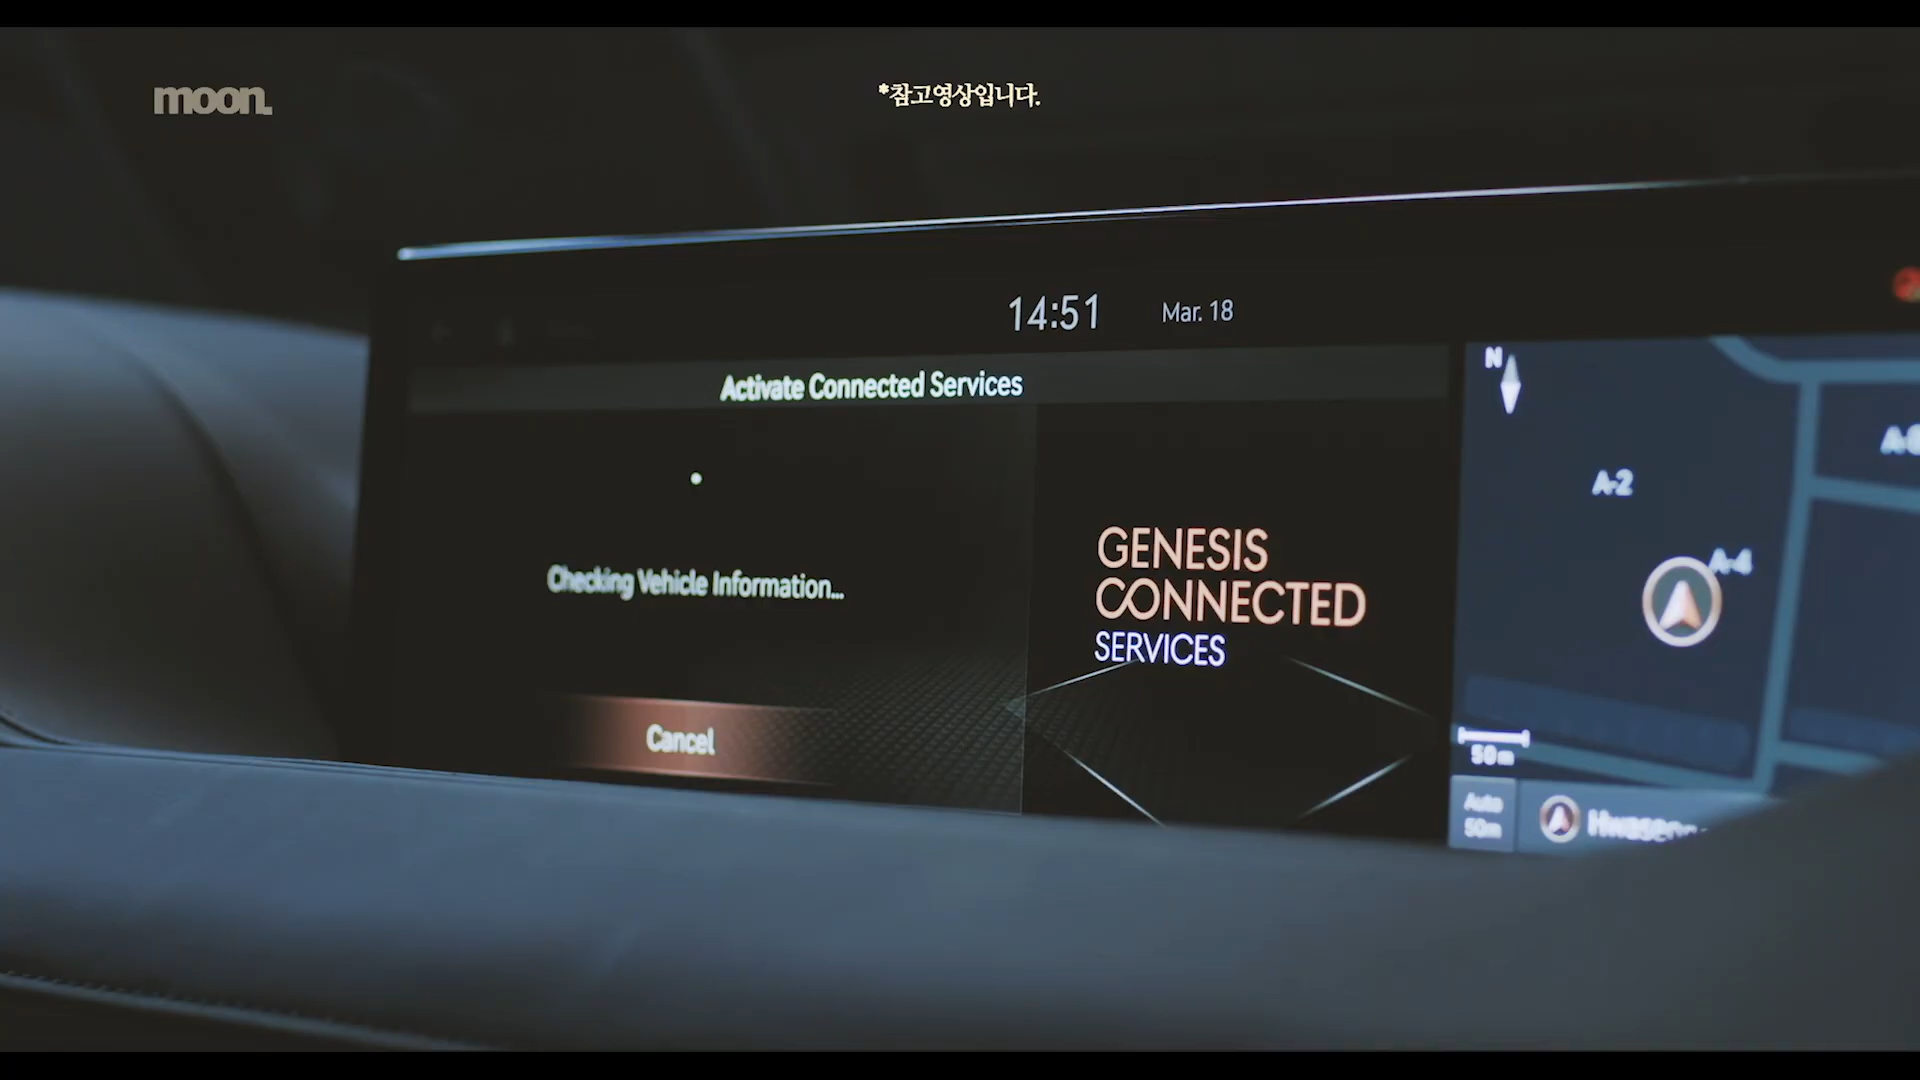 moon.
*참고영상입니다.
14:51 Mar. 18
Activate Connected Services
Checking Vehicle Information...
Cancel
GENESIS
CONNECTED
SERVICES
N
A-2
A-4
50m
Auto
50m